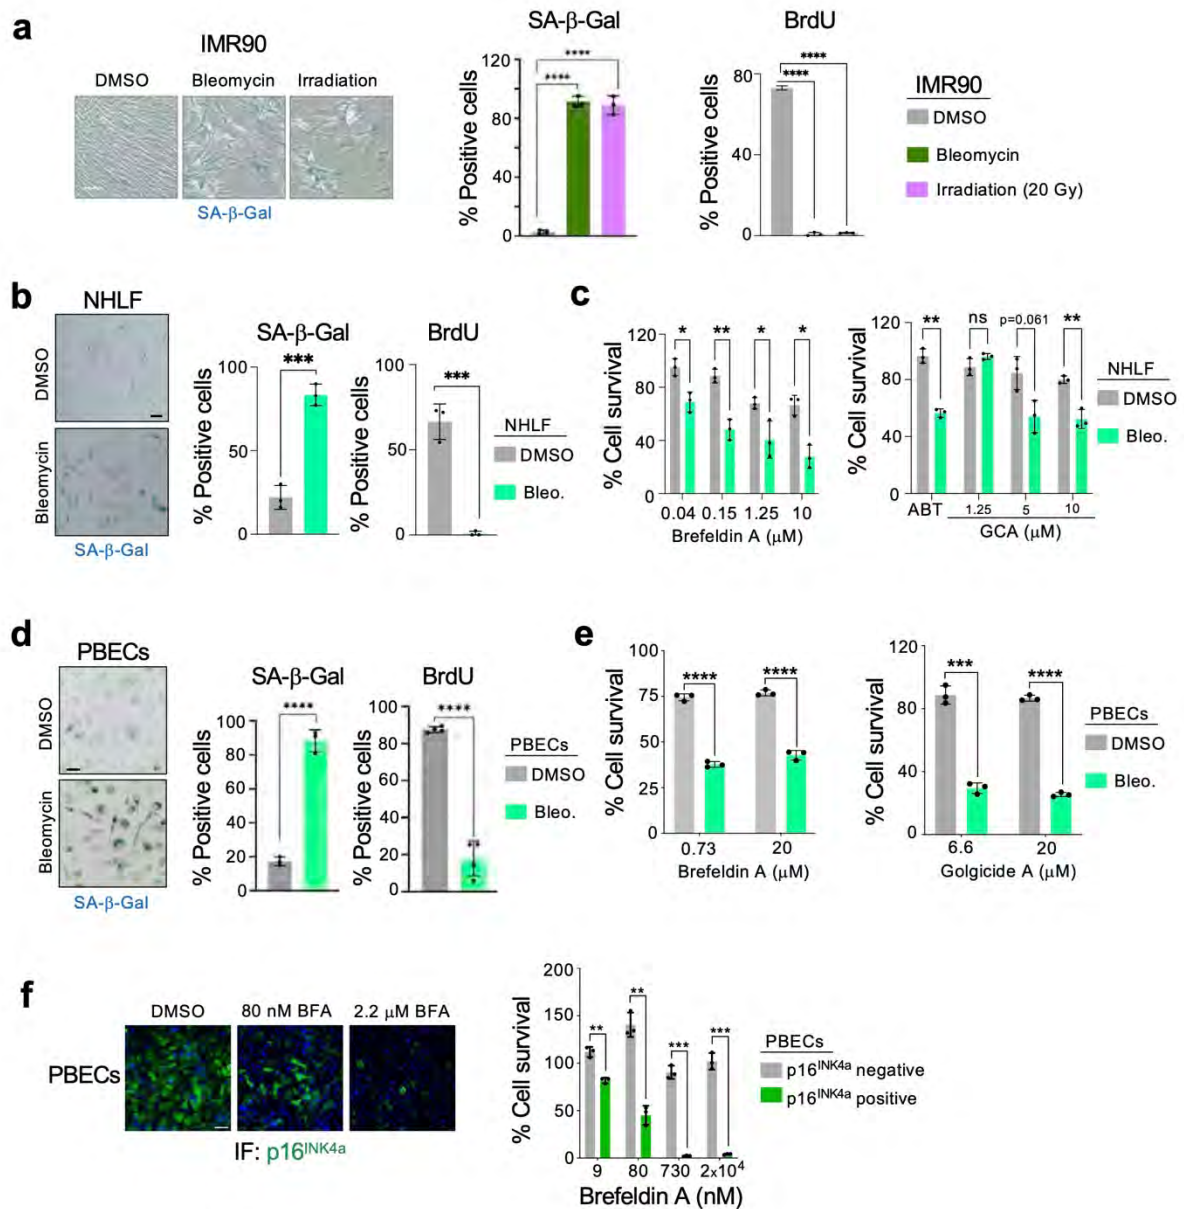 a
IMR90
DMSO Bleomycin Irradiation
SA-β-Gal
SA-β-Gal
% Positive cells
120
80
40
0
****
****
BrdU
% Positive cells
80
40
0
****
****
IMR90
DMSO
Bleomycin
Irradiation (20 Gy)
b
NHLF
DMSO
Bleomycin
SA-β-Gal
SA-β-Gal
% Positive cells
100
50
0
***
BrdU
% Positive cells
100
50
0
***
NHLF
DMSO
Bleo.
c
% Cell survival
120
80
40
0
* ** * *
0.04 0.15 1.25 10
Brefeldin A (μM)
% Cell survival
120
80
40
0
** ns p=0.061 **
ABT 1.25 5 10
GCA (μM)
NHLF
DMSO
Bleo.
d
PBECs
DMSO
Bleomycin
SA-β-Gal
SA-β-Gal
% Positive cells
100
80
60
40
20
0
****
BrdU
% Positive cells
100
80
60
40
20
0
****
PBECs
DMSO
Bleo.
e
% Cell survival
75
50
25
0
100
**** ****
0.73 20
Brefeldin A (μM)
% Cell survival
120
80
40
0
*** ****
6.6 20
Golgicide A (μM)
PBECs
DMSO
Bleo.
f
DMSO 80 nM BFA 2.2 μM BFA
PBECs
IF: p16INK4a
% Cell survival
200
150
100
50
0
** ** *** ***
9 80 730 2x10⁴
Brefeldin A (nM)
PBECs
p16INK4a negative
p16INK4a positive